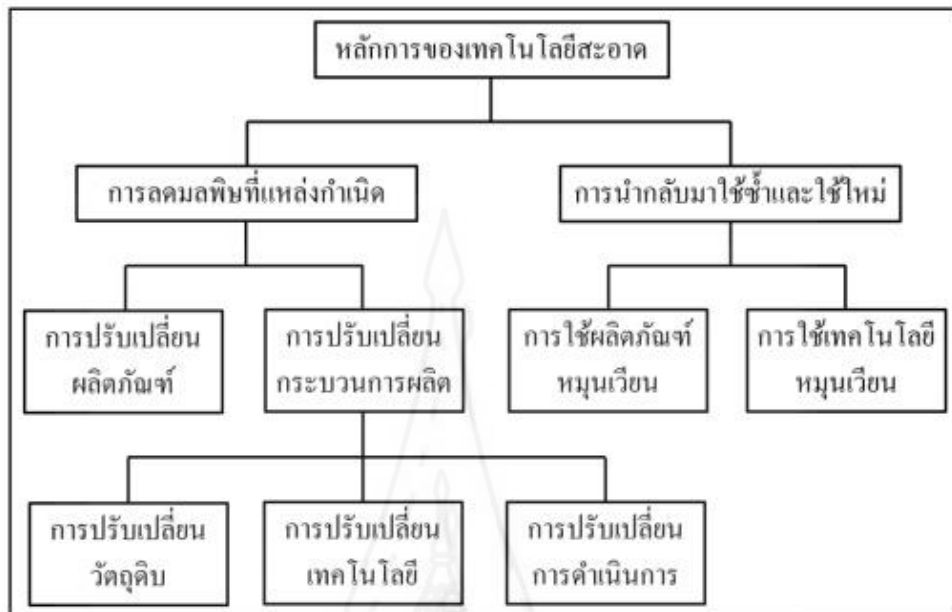 หลักการของเทคโนโลยีสะอาด
การลดมลพิษที่แหล่งกำเนิด
การนำกลับมาใช้ซ้ำและใช้ใหม่
การปรับเปลี่ยน
ผลิตภัณฑ์
การปรับเปลี่ยน
กระบวนการผลิต
การใช้ผลิตภัณฑ์
หมุนเวียน
การใช้เทคโนโลยี
หมุนเวียน
การปรับเปลี่ยน
วัตถุดิบ
การปรับเปลี่ยน
เทคโนโลยี
การปรับเปลี่ยน
การดำเนินการ